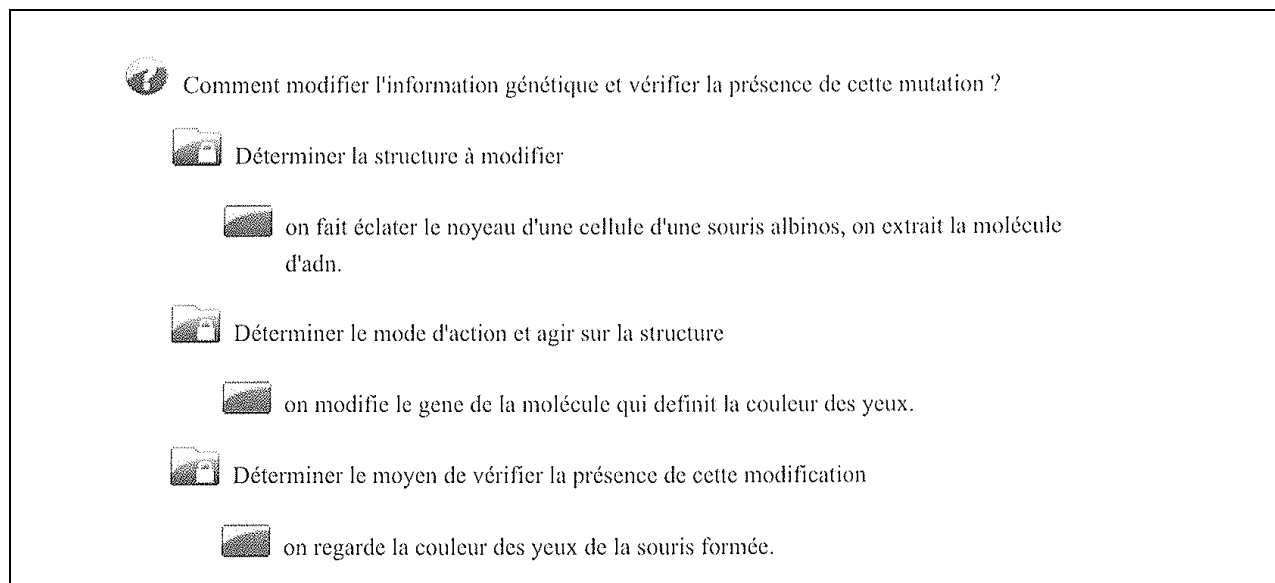 Comment modifier l'information génétique et vérifier la présence de cette mutation ?
Déterminer la structure à modifier
on fait éclater le noyeau d'une cellule d'une souris albinos, on extrait la molécule
d'adn.
Déterminer le mode d'action et agir sur la structure
on modifie le gene de la molécule qui definit la couleur des yeux.
Déterminer le moyen de vérifier la présence de cette modification
on regarde la couleur des yeux de la souris formée.